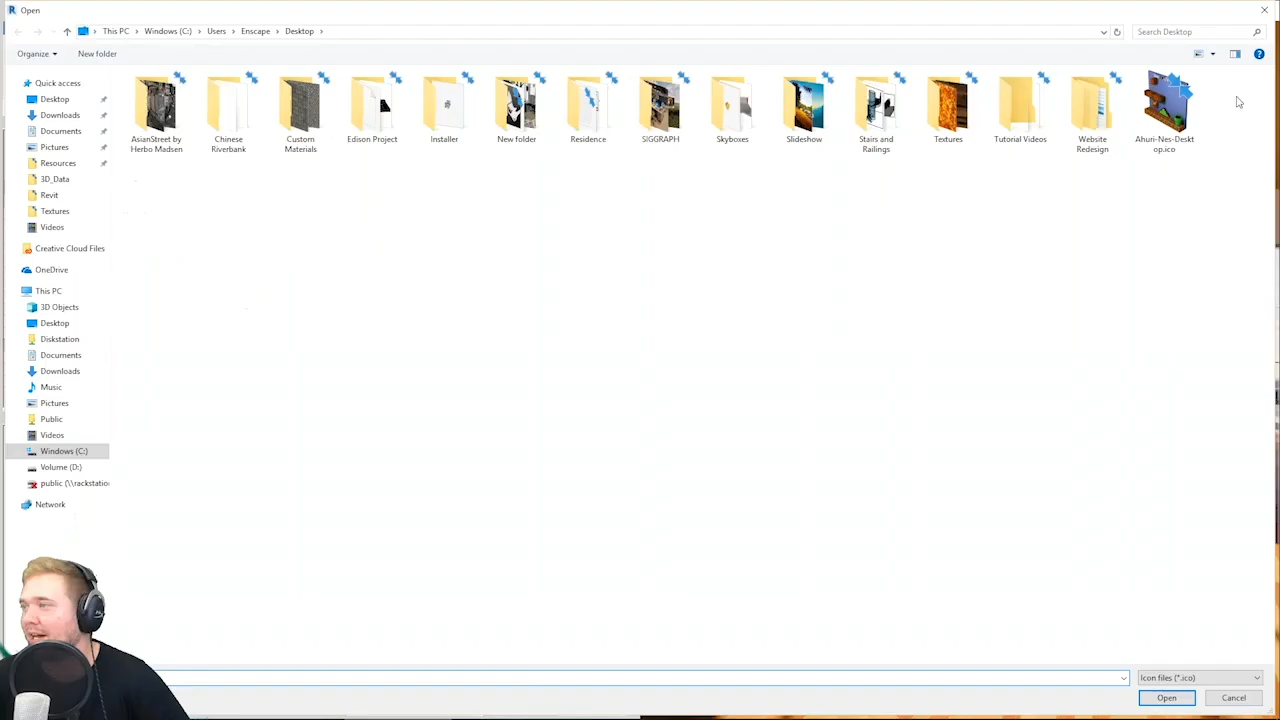 Open
This PC
Windows (C:)
Users
Enscape
Desktop
Search Desktop
Organize
New folder
Quick access
Desktop
Downloads
Documents
Pictures
Resources
3D_Data
Revit
Textures
Videos
Creative Cloud Files
OneDrive
This PC
3D Objects
Desktop
Diskstation
Documents
Downloads
Music
Pictures
Public
Videos
Windows (C:)
Volume (D:)
public (\\rackstation
Network
AsianStreet by
Herbo Madsen
Chinese
Riverbank
Custom
Materials
Edison Project
Installer
New folder
Residence
SIGGRAPH
Skyboxes
Slideshow
Stairs and
Railings
Textures
Tutorial Videos
Website
Redesign
Ahuri-Nes-Deskt
op.ico
Icon files (*.ico)
Open
Cancel